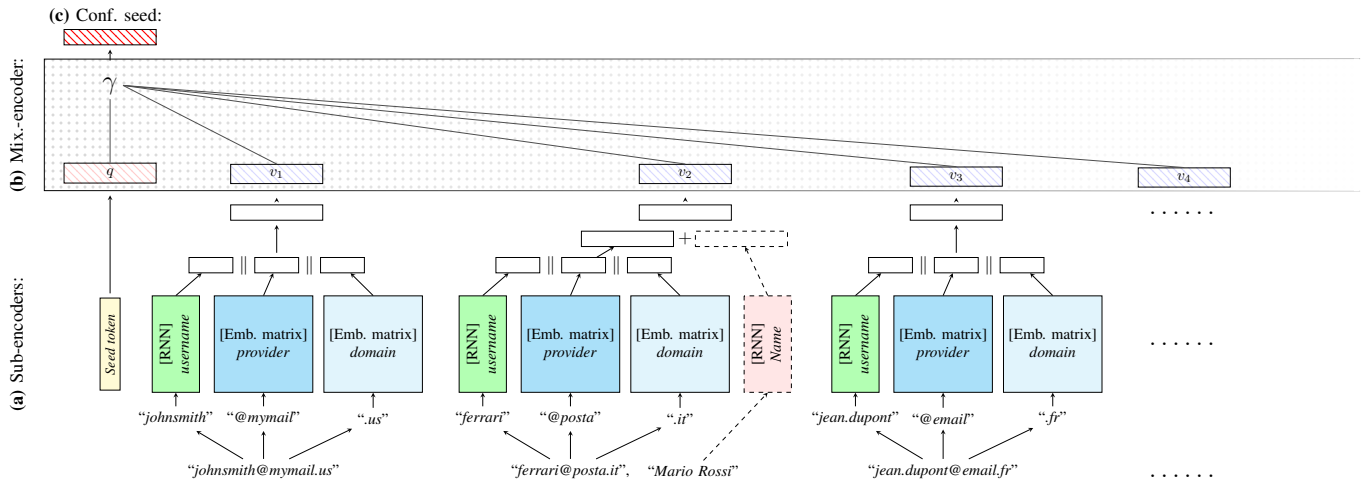 (c) Conf. seed:
(b) Mix.-encoder:
γ
q
v1
v2
v3
v4
......
+
|| || || || || ||
(a) Sub-encoders:
Seed token
[RNN]
username
[Emb. matrix]
provider
[Emb. matrix]
domain
[RNN]
username
[Emb. matrix]
provider
[Emb. matrix]
domain
[RNN]
Name
[RNN]
username
[Emb. matrix]
provider
[Emb. matrix]
domain
......
“johnsmith” “@mymail” “.us”
“ferrari” “@posta” “.it”
“jean.dupont” “@email” “.fr”
“johnsmith@mymail.us”
“ferrari@posta.it”, “Mario Rossi”
“jean.dupont@email.fr”
......